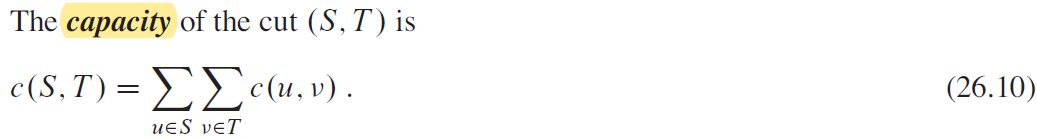 The capacity of the cut (S, T) is
c(S, T) = ∑ ∑ c(u, v) . (26.10)
u∈S v∈T